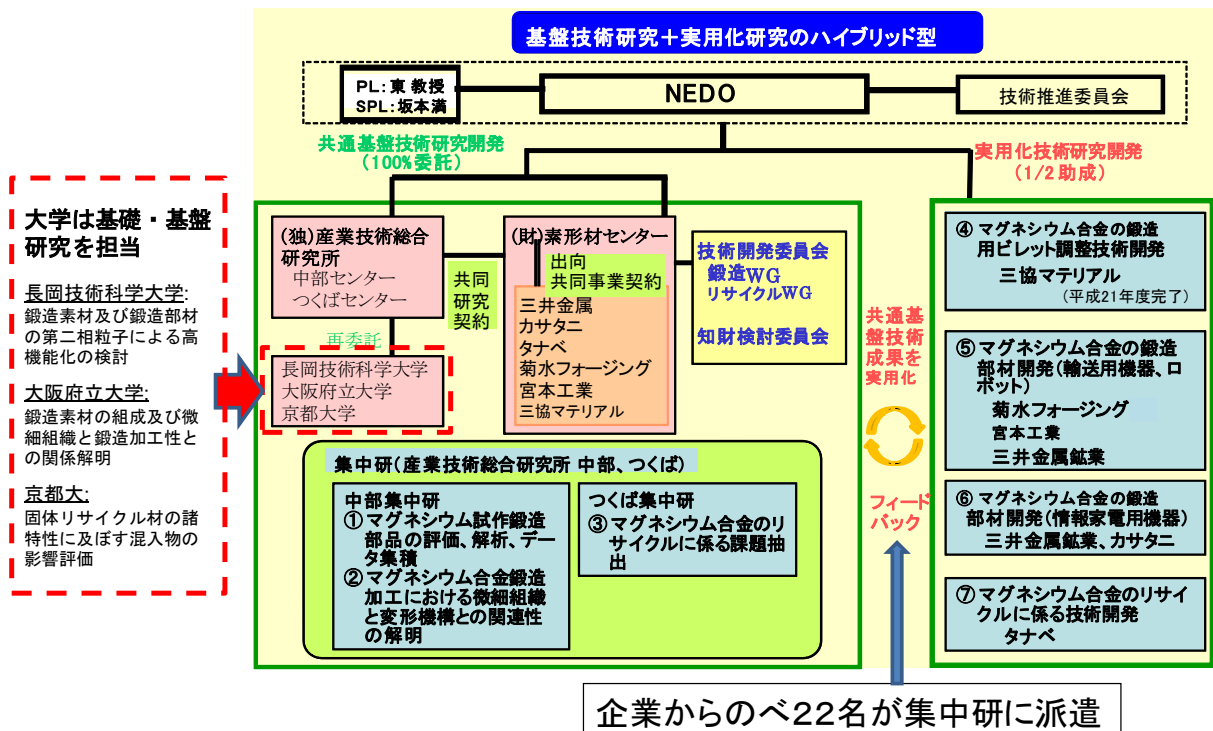 基盤技術研究＋実用化研究のハイブリッド型
PL：東 教授
SPL：坂本満
NEDO
技術推進委員会
共通基盤技術研究開発
（100%委託）
実用化技術研究開発
（1/2 助成）
大学は基礎・基盤
研究を担当
長岡技術科学大学:
鍛造素材及び鍛造部材
の第二相粒子による高
機能化の検討
大阪府立大学:
鍛造素材の組成及び微
細組織と鍛造加工性と
の関係解明
京都大:
固体リサイクル材の諸
特性に及ぼす混入物の
影響評価
(独)産業技術総合
研究所
中部センター
つくばセンター
共同
研究
契約
再委託
長岡技術科学大学
大阪府立大学
京都大学
(財)素形材センター
出向
共同事業契約
三井金属
カサタニ
タナベ
菊水フォージング
宮本工業
三協マテリアル
技術開発委員会
鍛造WG
リサイクルWG
知財検討委員会
集中研(産業技術総合研究所 中部、つくば)
中部集中研
① マグネシウム試作鍛造
部品の評価、解析、デー
タ集積
② マグネシウム合金鍛造
加工における微細組織
と変形機構との関連性
の解明
つくば集中研
③ マグネシウム合金のリ
サイクルに係る課題抽
出
共通基
盤技術
成果を
実用化
フィード
バック
④ マグネシウム合金の鍛造
用ビレット調整技術開発
三協マテリアル
(平成21年度完了)
⑤ マグネシウム合金の鍛造
部材開発(輸送用機器、ロ
ボット)
菊水フォージング
宮本工業
三井金属鉱業
⑥ マグネシウム合金の鍛造
部材開発(情報家電用機器)
三井金属鉱業、カサタニ
⑦ マグネシウム合金のリサイ
クルに係る技術開発
タナベ
企業からのべ22名が集中研に派遣